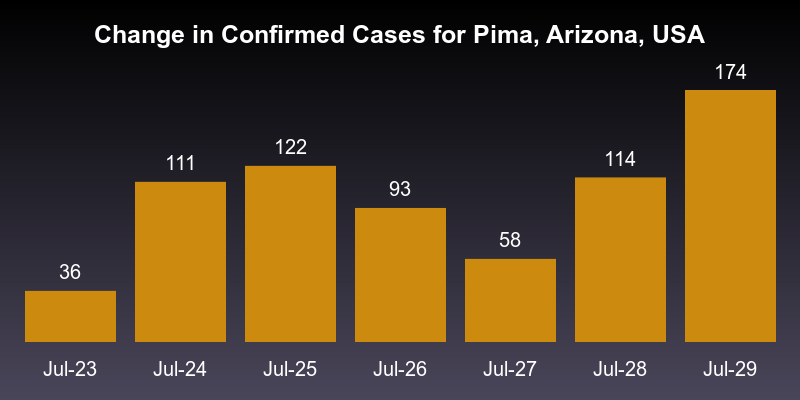 Change in Confirmed Cases for Pima, Arizona, USA
36 111 122 93 58 114 174
Jul-23 Jul-24 Jul-25 Jul-26 Jul-27 Jul-28 Jul-29